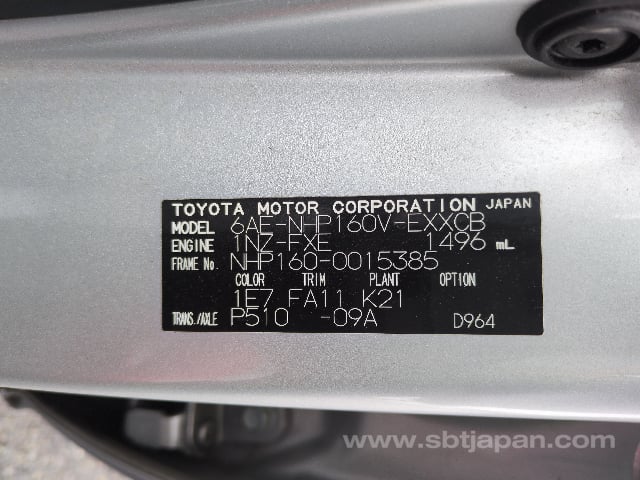 TOYOTA MOTOR CORPORATION JAPAN
MODEL 6AE-NHP160V-EXXCB
ENGINE 1NZ-FXE 1496 mL
FRAME No. NHP160-0015385
COLOR TRIM PLANT OPTION
1E7 FA11 K21
TRANS./AXLE P510 -09A D964
www.sbtjapan.com